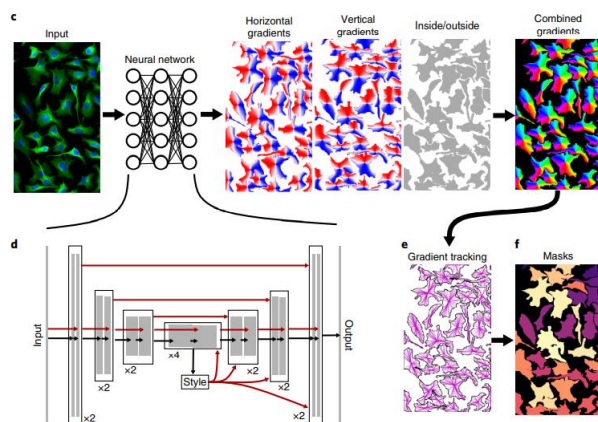 c
Input
Neural network
Horizontal
gradients
Vertical
gradients
Inside/outside
Combined
gradients
d
Input
×2
×2
×2
×4
Style
×2
×2
×2
Output
e
Gradient tracking
f
Masks